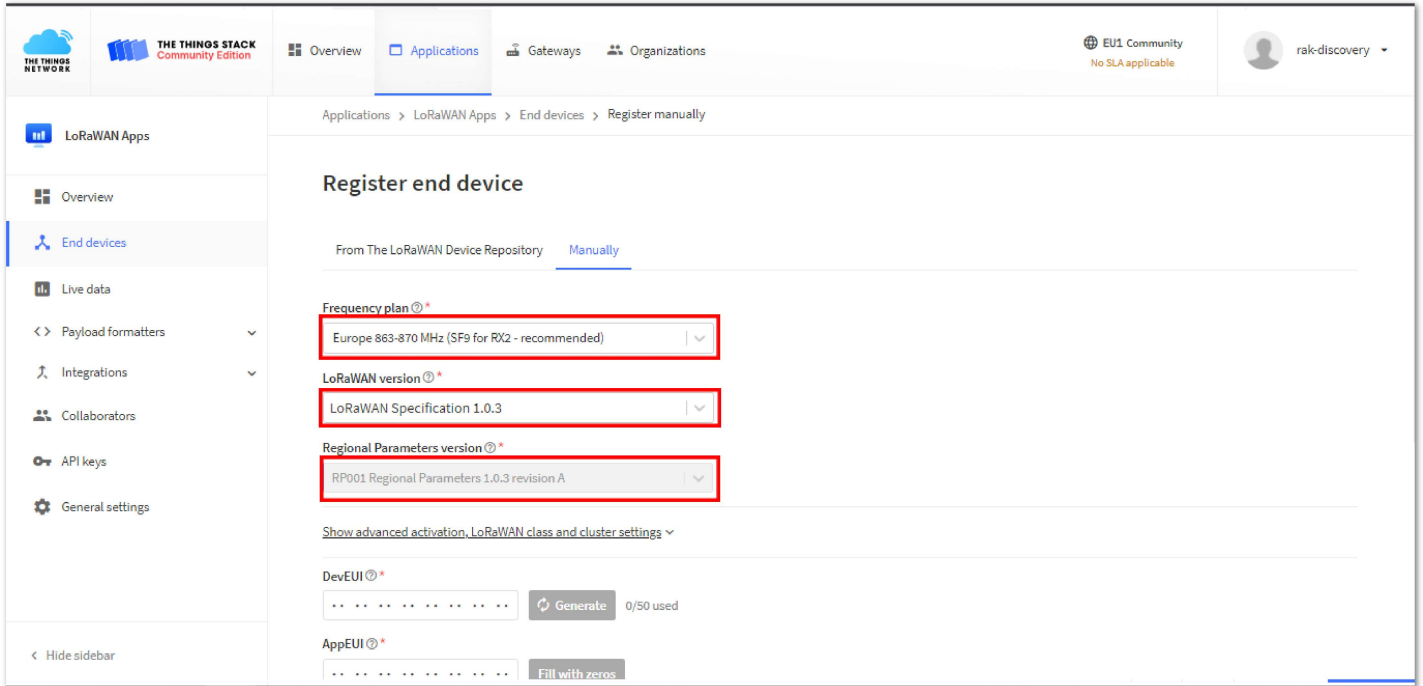 THE THINGS
NETWORK
THE THINGS STACK
Community Edition
Overview
Applications
Gateways
Organizations
EU1 Community
No SLA applicable
rak-discovery
LoRaWAN Apps
Overview
End devices
Live data
Payload formatters
Integrations
Collaborators
API keys
General settings
Hide sidebar
Applications > LoRaWAN Apps > End devices > Register manually
Register end device
From The LoRaWAN Device Repository Manually
Frequency plan *
Europe 863-870 MHz (SF9 for RX2 - recommended)
LoRaWAN version *
LoRaWAN Specification 1.0.3
Regional Parameters version *
RP001 Regional Parameters 1.0.3 revision A
Show advanced activation, LoRaWAN class and cluster settings
DevEUI *
.. .. .. .. .. .. .. .. Generate 0/50 used
AppEUI *
.. .. .. .. .. .. .. .. Fill with zeros